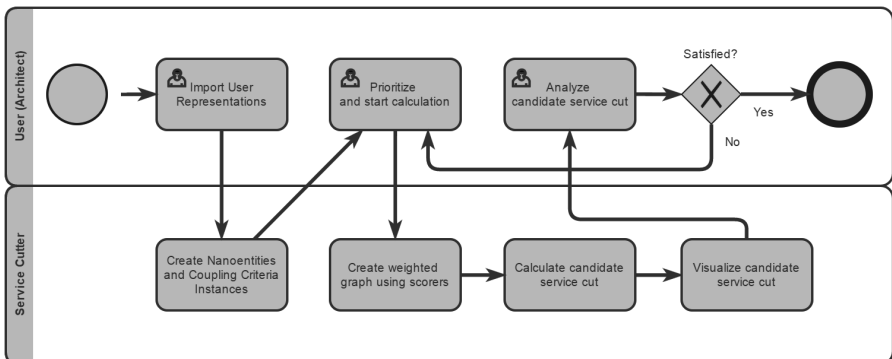 User (Architect)
Import User
Representations
Prioritize
and start calculation
Analyze
candidate service cut
Satisfied?
Yes
No
Service Cutter
Create Nanoentities
and Coupling Criteria
Instances
Create weighted
graph using scorers
Calculate candidate
service cut
Visualize candidate
service cut